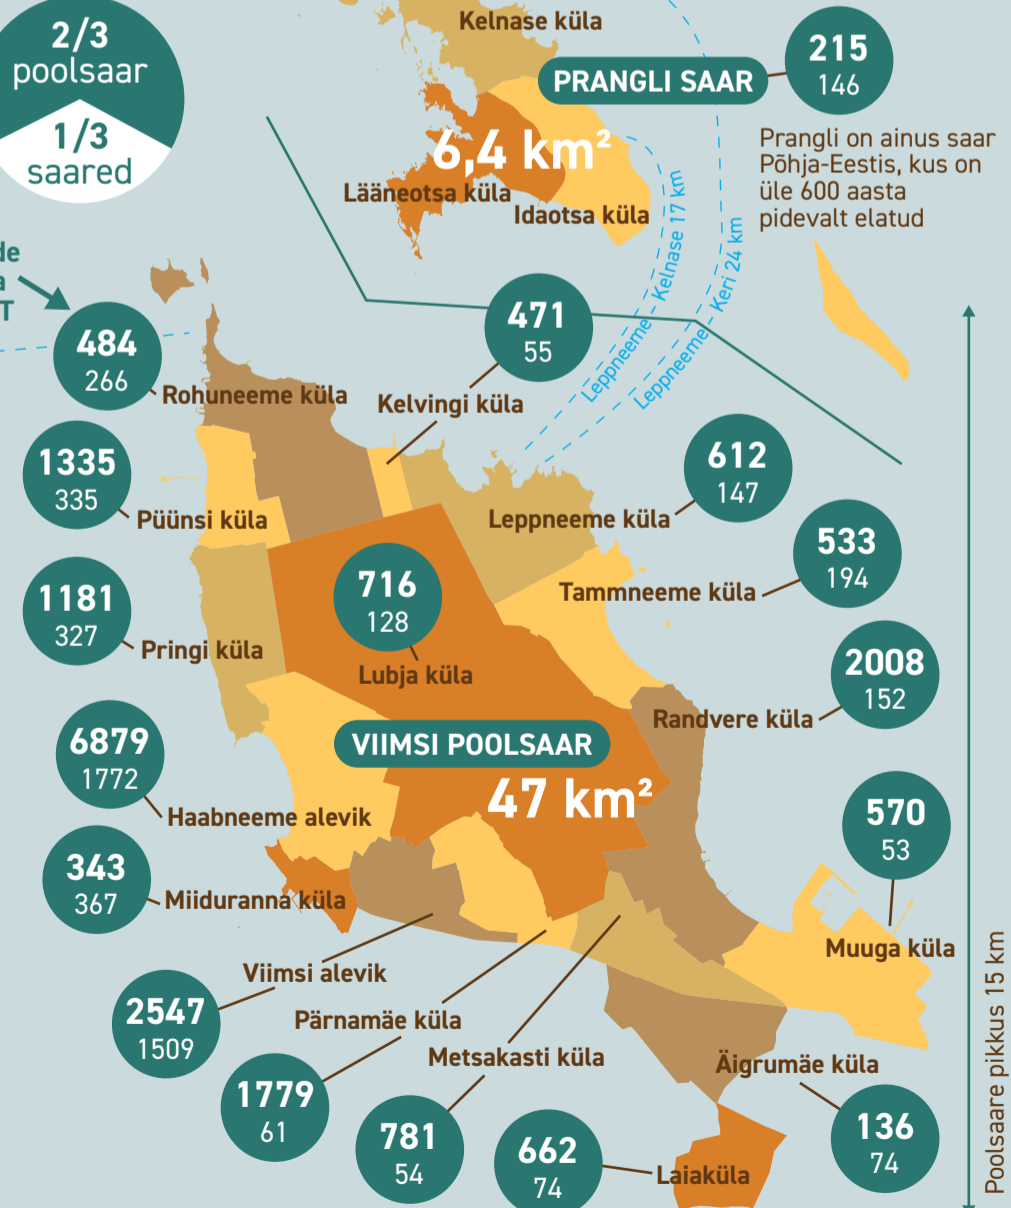 2/3
poolsaar
1/3
saared
Kelnase küla
PRANGLI SAAR
215
146
6,4 km²
Prangli on ainus saar
Põhja-Eestis, kus on
üle 600 aasta
pidevalt elatud
Lääneotsa küla
Idaotsa küla
Leppneeme – Kelnase 17 km
Leppneeme – Keri 24 km
484
266
Rohuneeme küla
471
55
Kelvingi küla
1335
335
Püünsi küla
612
147
Leppneeme küla
533
194
Tammneeme küla
1181
327
Pringi küla
716
128
Lubja küla
2008
152
Randvere küla
VIIMSI POOLSAAR
47 km²
6879
1772
Haabneeme alevik
570
53
Muuga küla
343
367
Miiduranna küla
Viimsi alevik
2547
1509
Pärnamäe küla
1779
61
Metsakasti küla
781
54
662
74
Laiaküla
Äigrumäe küla
136
74
Poolsaare pikkus 15 km